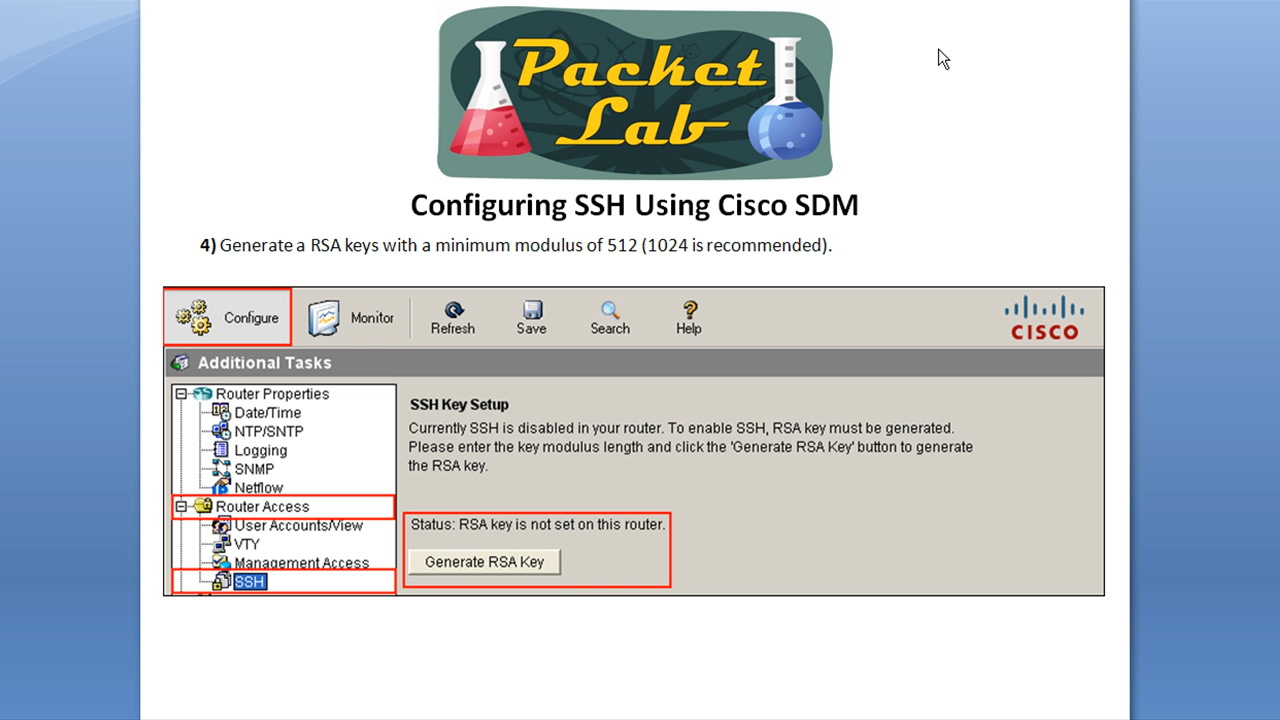 Packet
Lab
Configuring SSH Using Cisco SDM
4) Generate a RSA keys with a minimum modulus of 512 (1024 is recommended).
Configure
Monitor
Refresh
Save
Search
Help
CISCO
Additional Tasks
Router Properties
Date/Time
NTP/SNTP
Logging
SNMP
Netflow
Router Access
User Accounts/View
VTY
Management Access
SSH
SSH Key Setup
Currently SSH is disabled in your router. To enable SSH, RSA key must be generated.
Please enter the key modulus length and click the 'Generate RSA Key' button to generate
the RSA key.
Status: RSA key is not set on this router.
Generate RSA Key